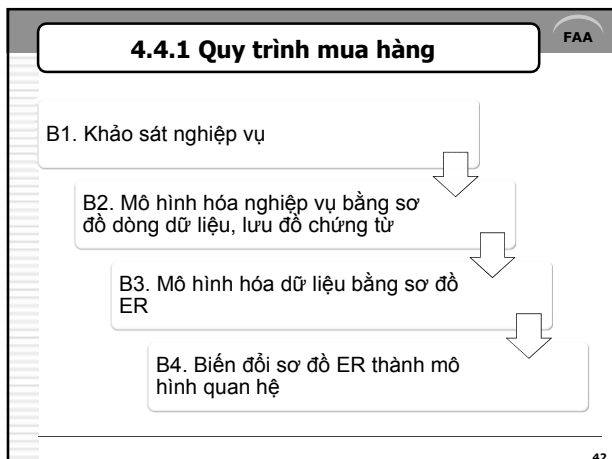 4.4.1 Quy trình mua hàng
FAA
B1. Khảo sát nghiệp vụ
B2. Mô hình hóa nghiệp vụ bằng sơ
đồ dòng dữ liệu, lưu đồ chứng từ
B3. Mô hình hóa dữ liệu bằng sơ đồ
ER
B4. Biến đổi sơ đồ ER thành mô
hình quan hệ
42